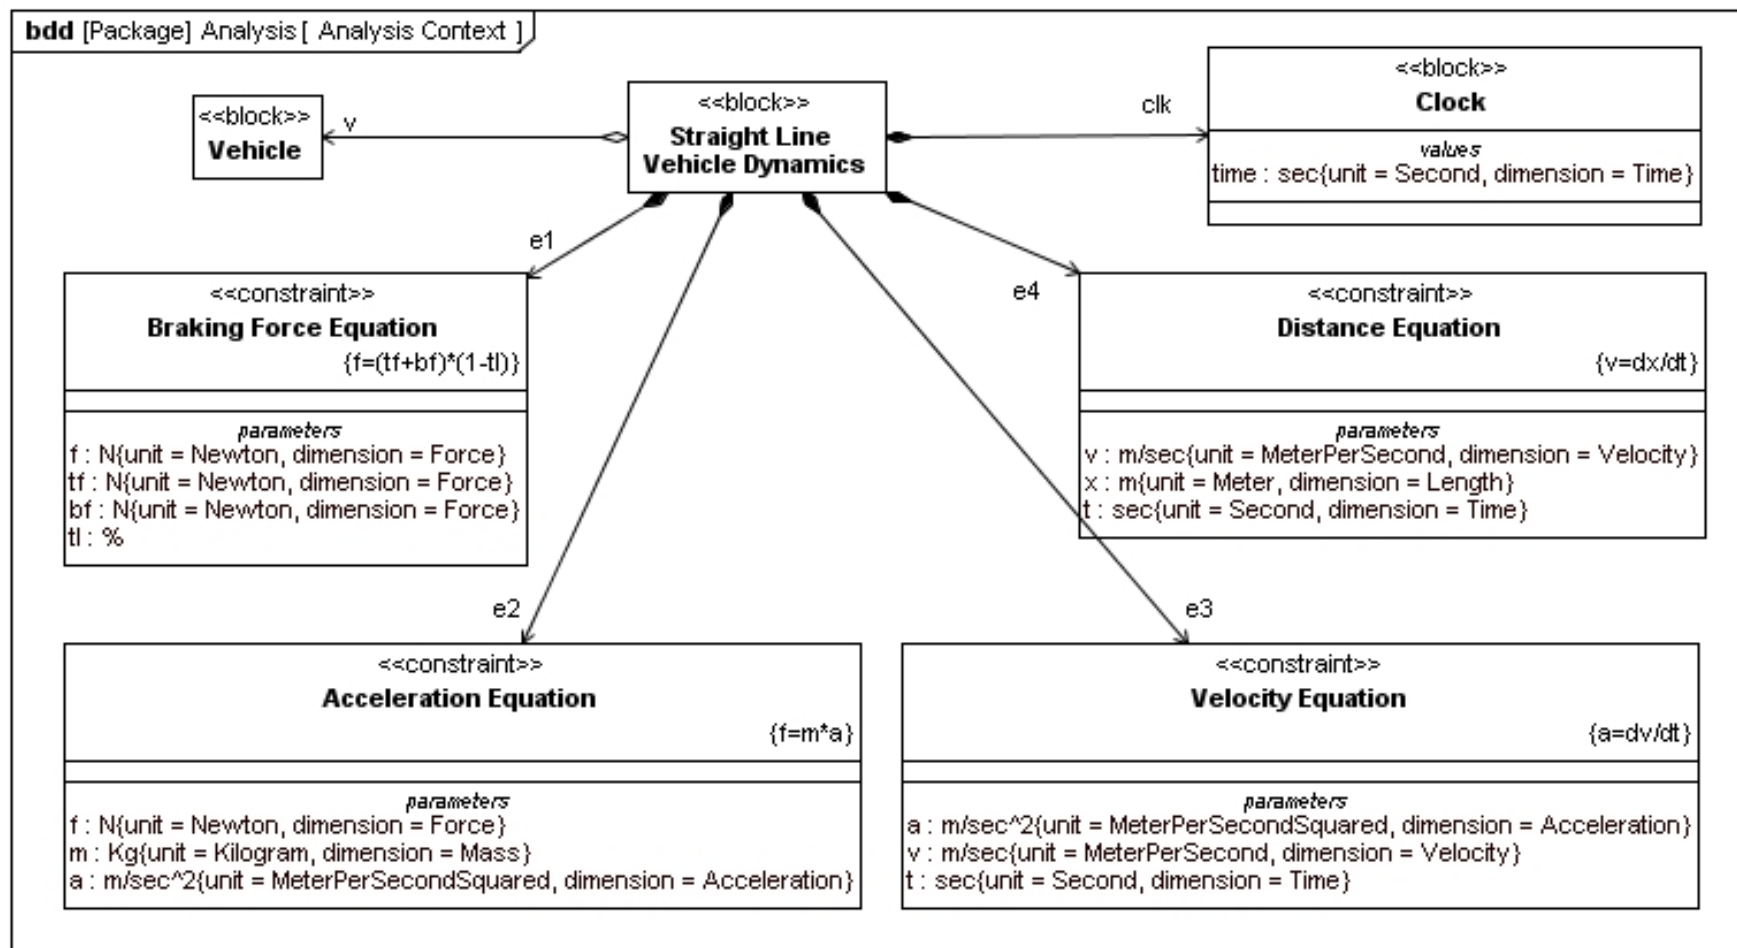 bdd [Package] Analysis [ Analysis Context ]
<<block>>
Vehicle
v
<<block>>
Straight Line
Vehicle Dynamics
clk
<<block>>
Clock
values
time : sec{unit = Second, dimension = Time}
e1
e4
<<constraint>>
Braking Force Equation
{f=(tf+bf)*(1-tl)}
parameters
f : N{unit = Newton, dimension = Force}
tf : N{unit = Newton, dimension = Force}
bf : N{unit = Newton, dimension = Force}
tl : %
<<constraint>>
Distance Equation
{v=dx/dt}
parameters
v : m/sec{unit = MeterPerSecond, dimension = Velocity}
x : m{unit = Meter, dimension = Length}
t : sec{unit = Second, dimension = Time}
e2
e3
<<constraint>>
Acceleration Equation
{f=m*a}
parameters
f : N{unit = Newton, dimension = Force}
m : Kg{unit = Kilogram, dimension = Mass}
a : m/sec^2{unit = MeterPerSecondSquared, dimension = Acceleration}
<<constraint>>
Velocity Equation
{a=dv/dt}
parameters
a : m/sec^2{unit = MeterPerSecondSquared, dimension = Acceleration}
v : m/sec{unit = MeterPerSecond, dimension = Velocity}
t : sec{unit = Second, dimension = Time}